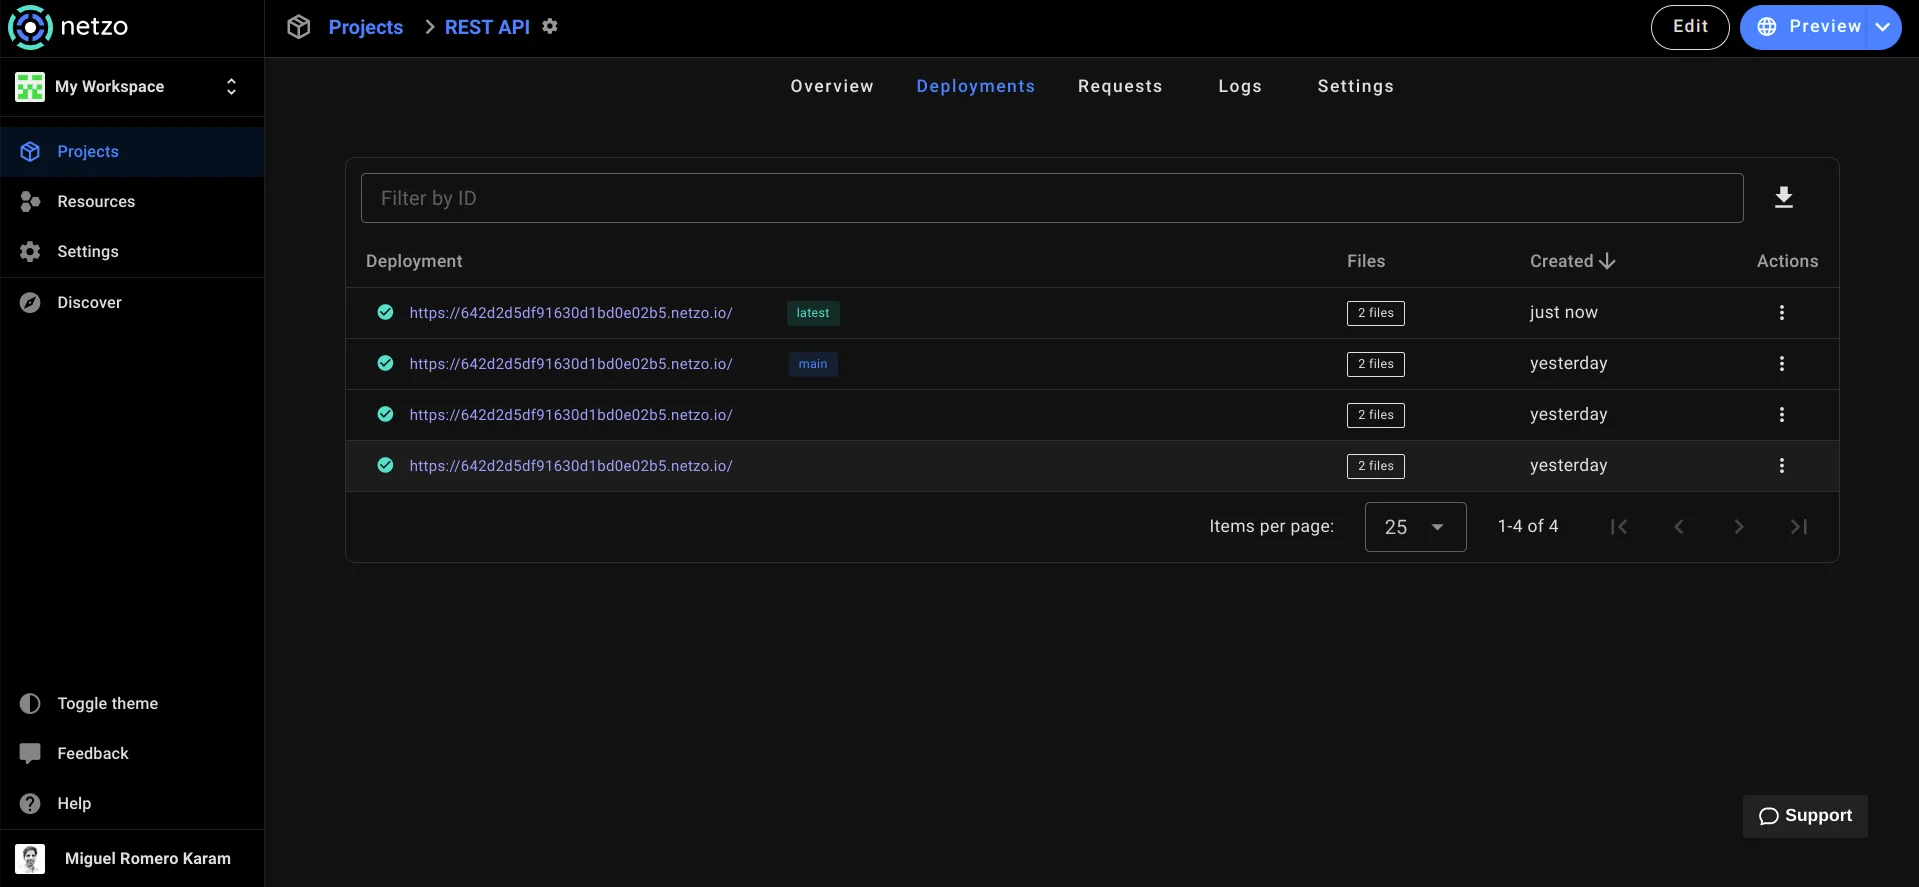 netzo
Projects > REST API
Edit
Preview
My Workspace
Overview Deployments Requests Logs Settings
Projects
Resources
Settings
Discover
Filter by ID
Deployment Files Created Actions
https://642d2d5df91630d1bd0e02b5.netzo.io/ latest 2 files just now
https://642d2d5df91630d1bd0e02b5.netzo.io/ main 2 files yesterday
https://642d2d5df91630d1bd0e02b5.netzo.io/ 2 files yesterday
https://642d2d5df91630d1bd0e02b5.netzo.io/ 2 files yesterday
Items per page: 25 1-4 of 4
Toggle theme
Feedback
Help
Miguel Romero Karam
Support